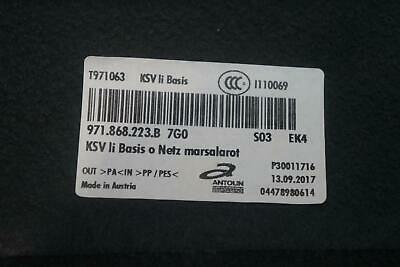 T971063 KSV li Basis CCC I110069
971.868.223.B 7G0 S03 EK4
KSV li Basis o Netz marsalarot
P30011716
OUT >PA<IN >PP/PES< 13.09.2017
Made in Austria ANTOLIN 04478980614